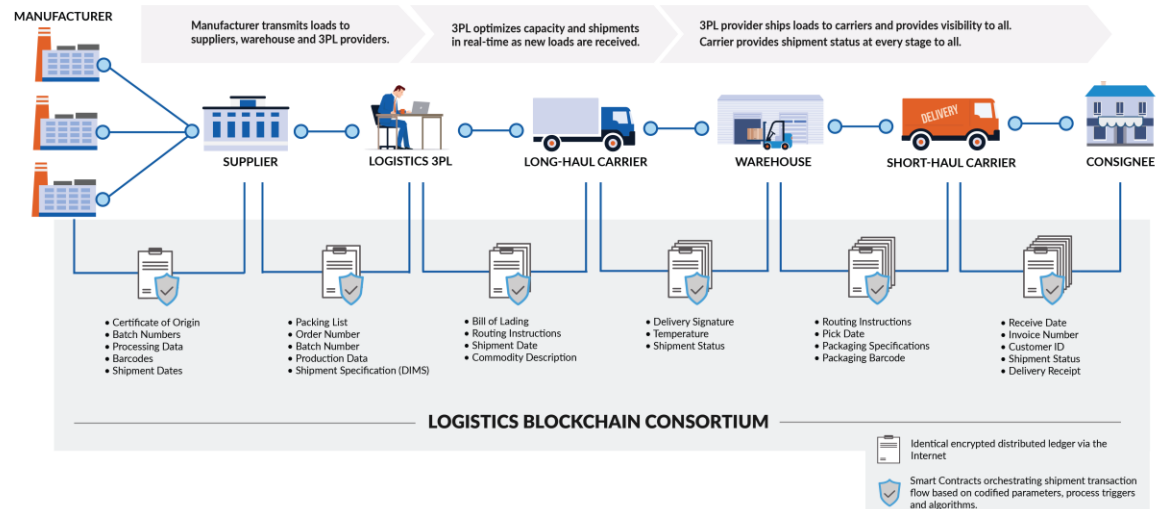 MANUFACTURER
Manufacturer transmits loads to
suppliers, warehouse and 3PL providers.
3PL optimizes capacity and shipments
in real-time as new loads are received.
3PL provider ships loads to carriers and provides visibility to all.
Carrier provides shipment status at every stage to all.
DELIVERY
SUPPLIER
LOGISTICS 3PL
LONG-HAUL CARRIER
WAREHOUSE
SHORT-HAUL CARRIER
CONSIGNEE
• Certificate of Origin
• Batch Numbers
• Processing Data
• Barcodes
• Shipment Dates
• Packing List
• Order Number
• Batch Number
• Production Data
• Shipment Specification (DIMS)
• Bill of Lading
• Routing Instructions
• Shipment Date
• Commodity Description
• Delivery Signature
• Temperature
• Shipment Status
• Routing Instructions
• Pick Date
• Packaging Specifications
• Packaging Barcode
• Receive Date
• Invoice Number
• Customer ID
• Shipment Status
• Delivery Receipt
LOGISTICS BLOCKCHAIN CONSORTIUM
Identical encrypted distributed ledger via the
Internet
Smart Contracts orchestrating shipment transaction
flow based on codified parameters, process triggers
and algorithms.